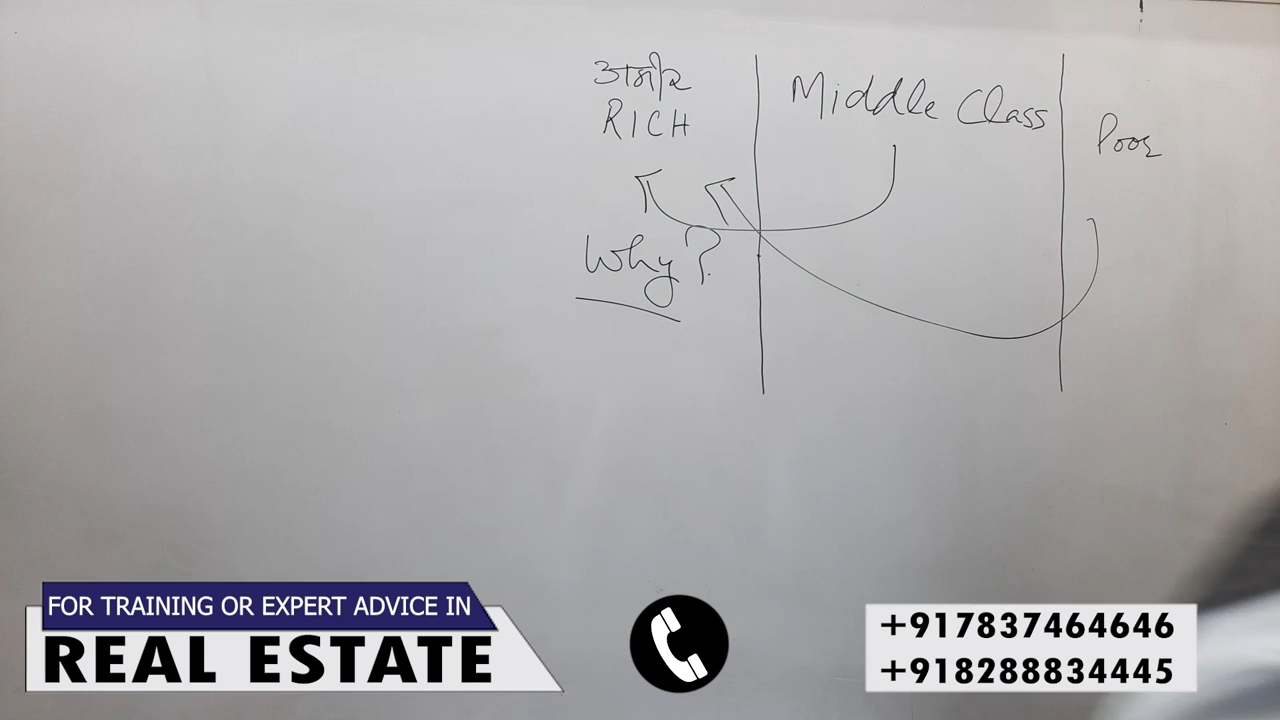 अमीर
RICH
Middle Class
Poor
Why?
FOR TRAINING OR EXPERT ADVICE IN
REAL ESTATE
+917837464646
+918288834445